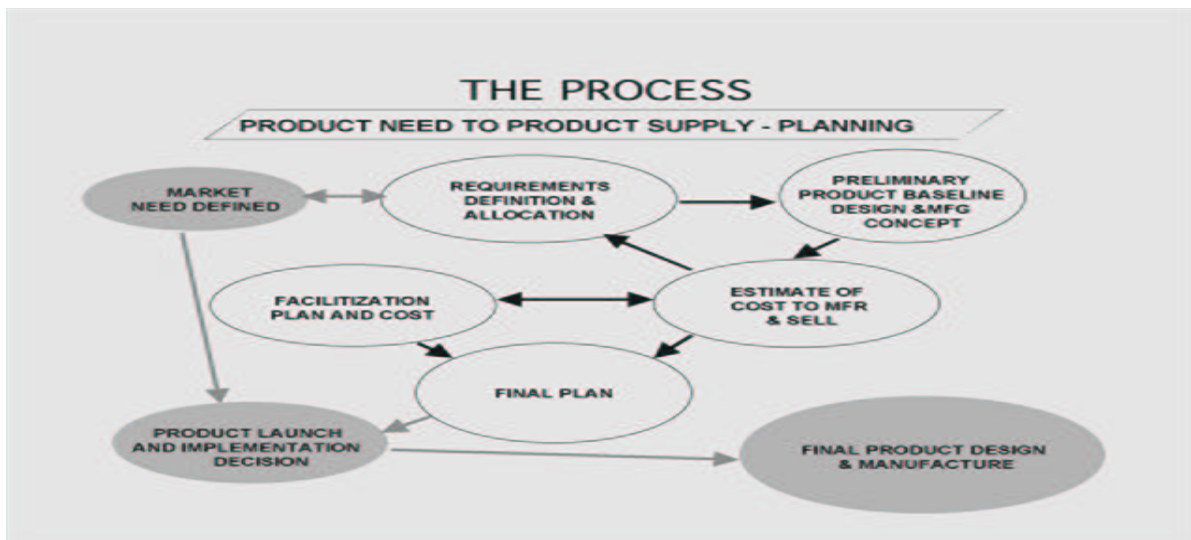 THE PROCESS
PRODUCT NEED TO PRODUCT SUPPLY - PLANNING
MARKET
NEED DEFINED
REQUIREMENTS
DEFINITION &
ALLOCATION
PRELIMINARY
PRODUCT BASELINE
DESIGN &MFG
CONCEPT
FACILITIZATION
PLAN AND COST
ESTIMATE OF
COST TO MFR
& SELL
FINAL PLAN
PRODUCT LAUNCH
AND IMPLEMENTATION
DECISION
FINAL PRODUCT DESIGN
& MANUFACTURE